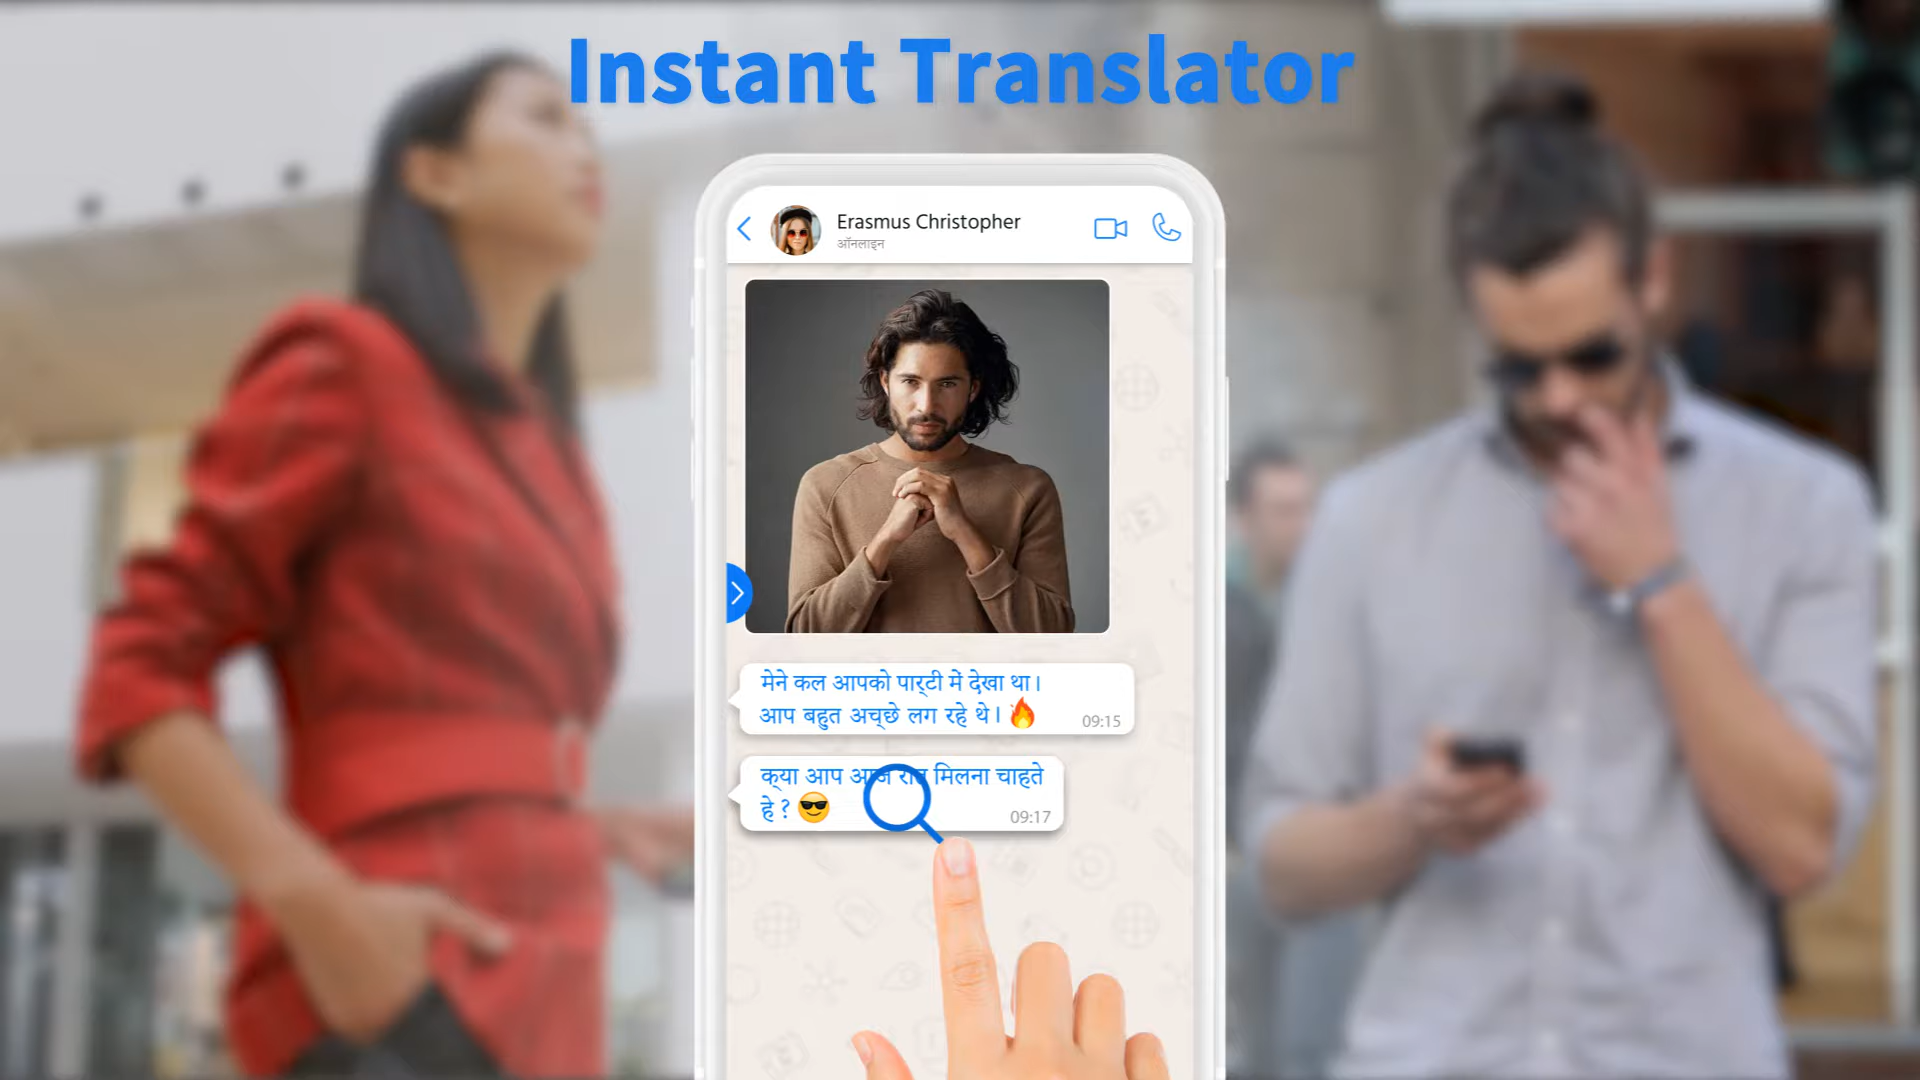 Instant Translator
Erasmus Christopher
ऑनलाइन
मेने कल आपको पार्‌टी में देखा था।
आप बहुत अच्‌छे लग रहे थे। 🔥
09:15
क्‌या आप आज रात मिलना चाहते
हे ? 😎
09:17